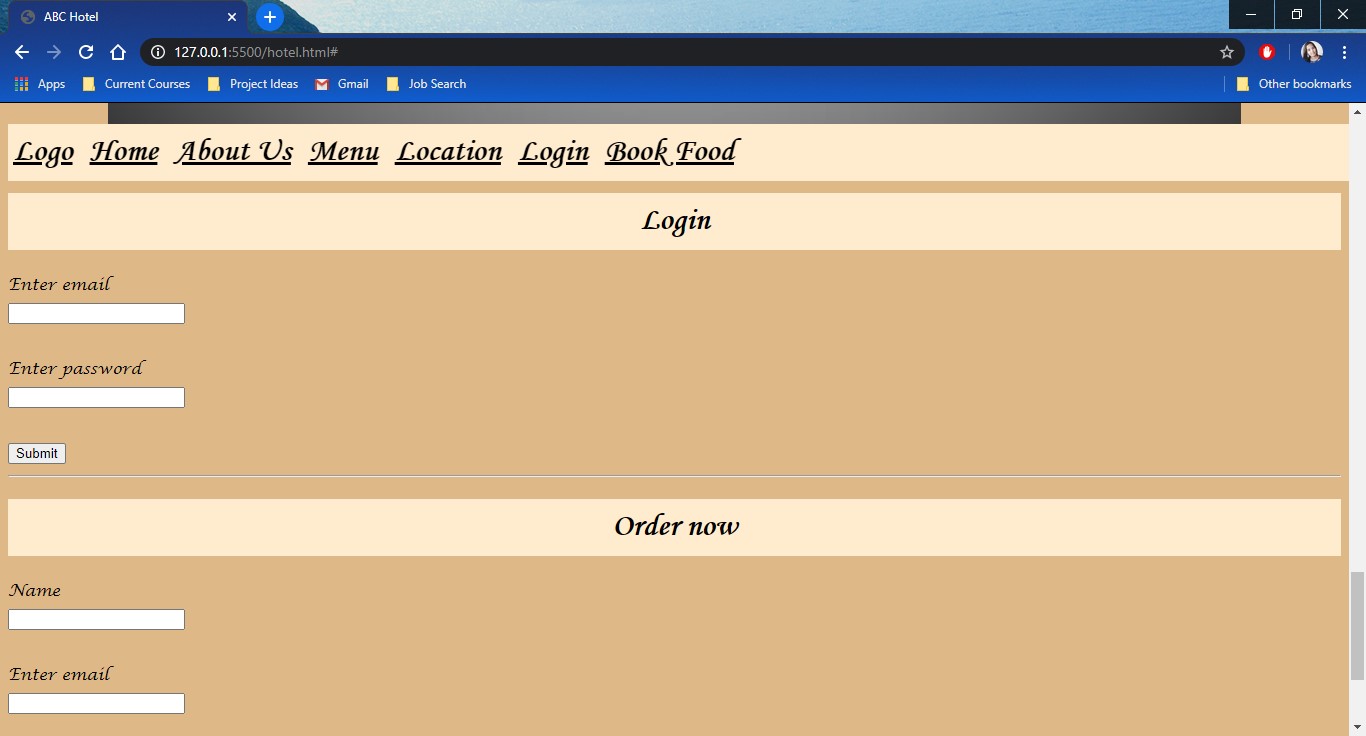 ABC Hotel
127.0.0.1:5500/hotel.html#
Apps Current Courses Project Ideas Gmail Job Search Other bookmarks
Logo Home About Us Menu Location Login Book Food
Login
Enter email
Enter password
Submit
Order now
Name
Enter email